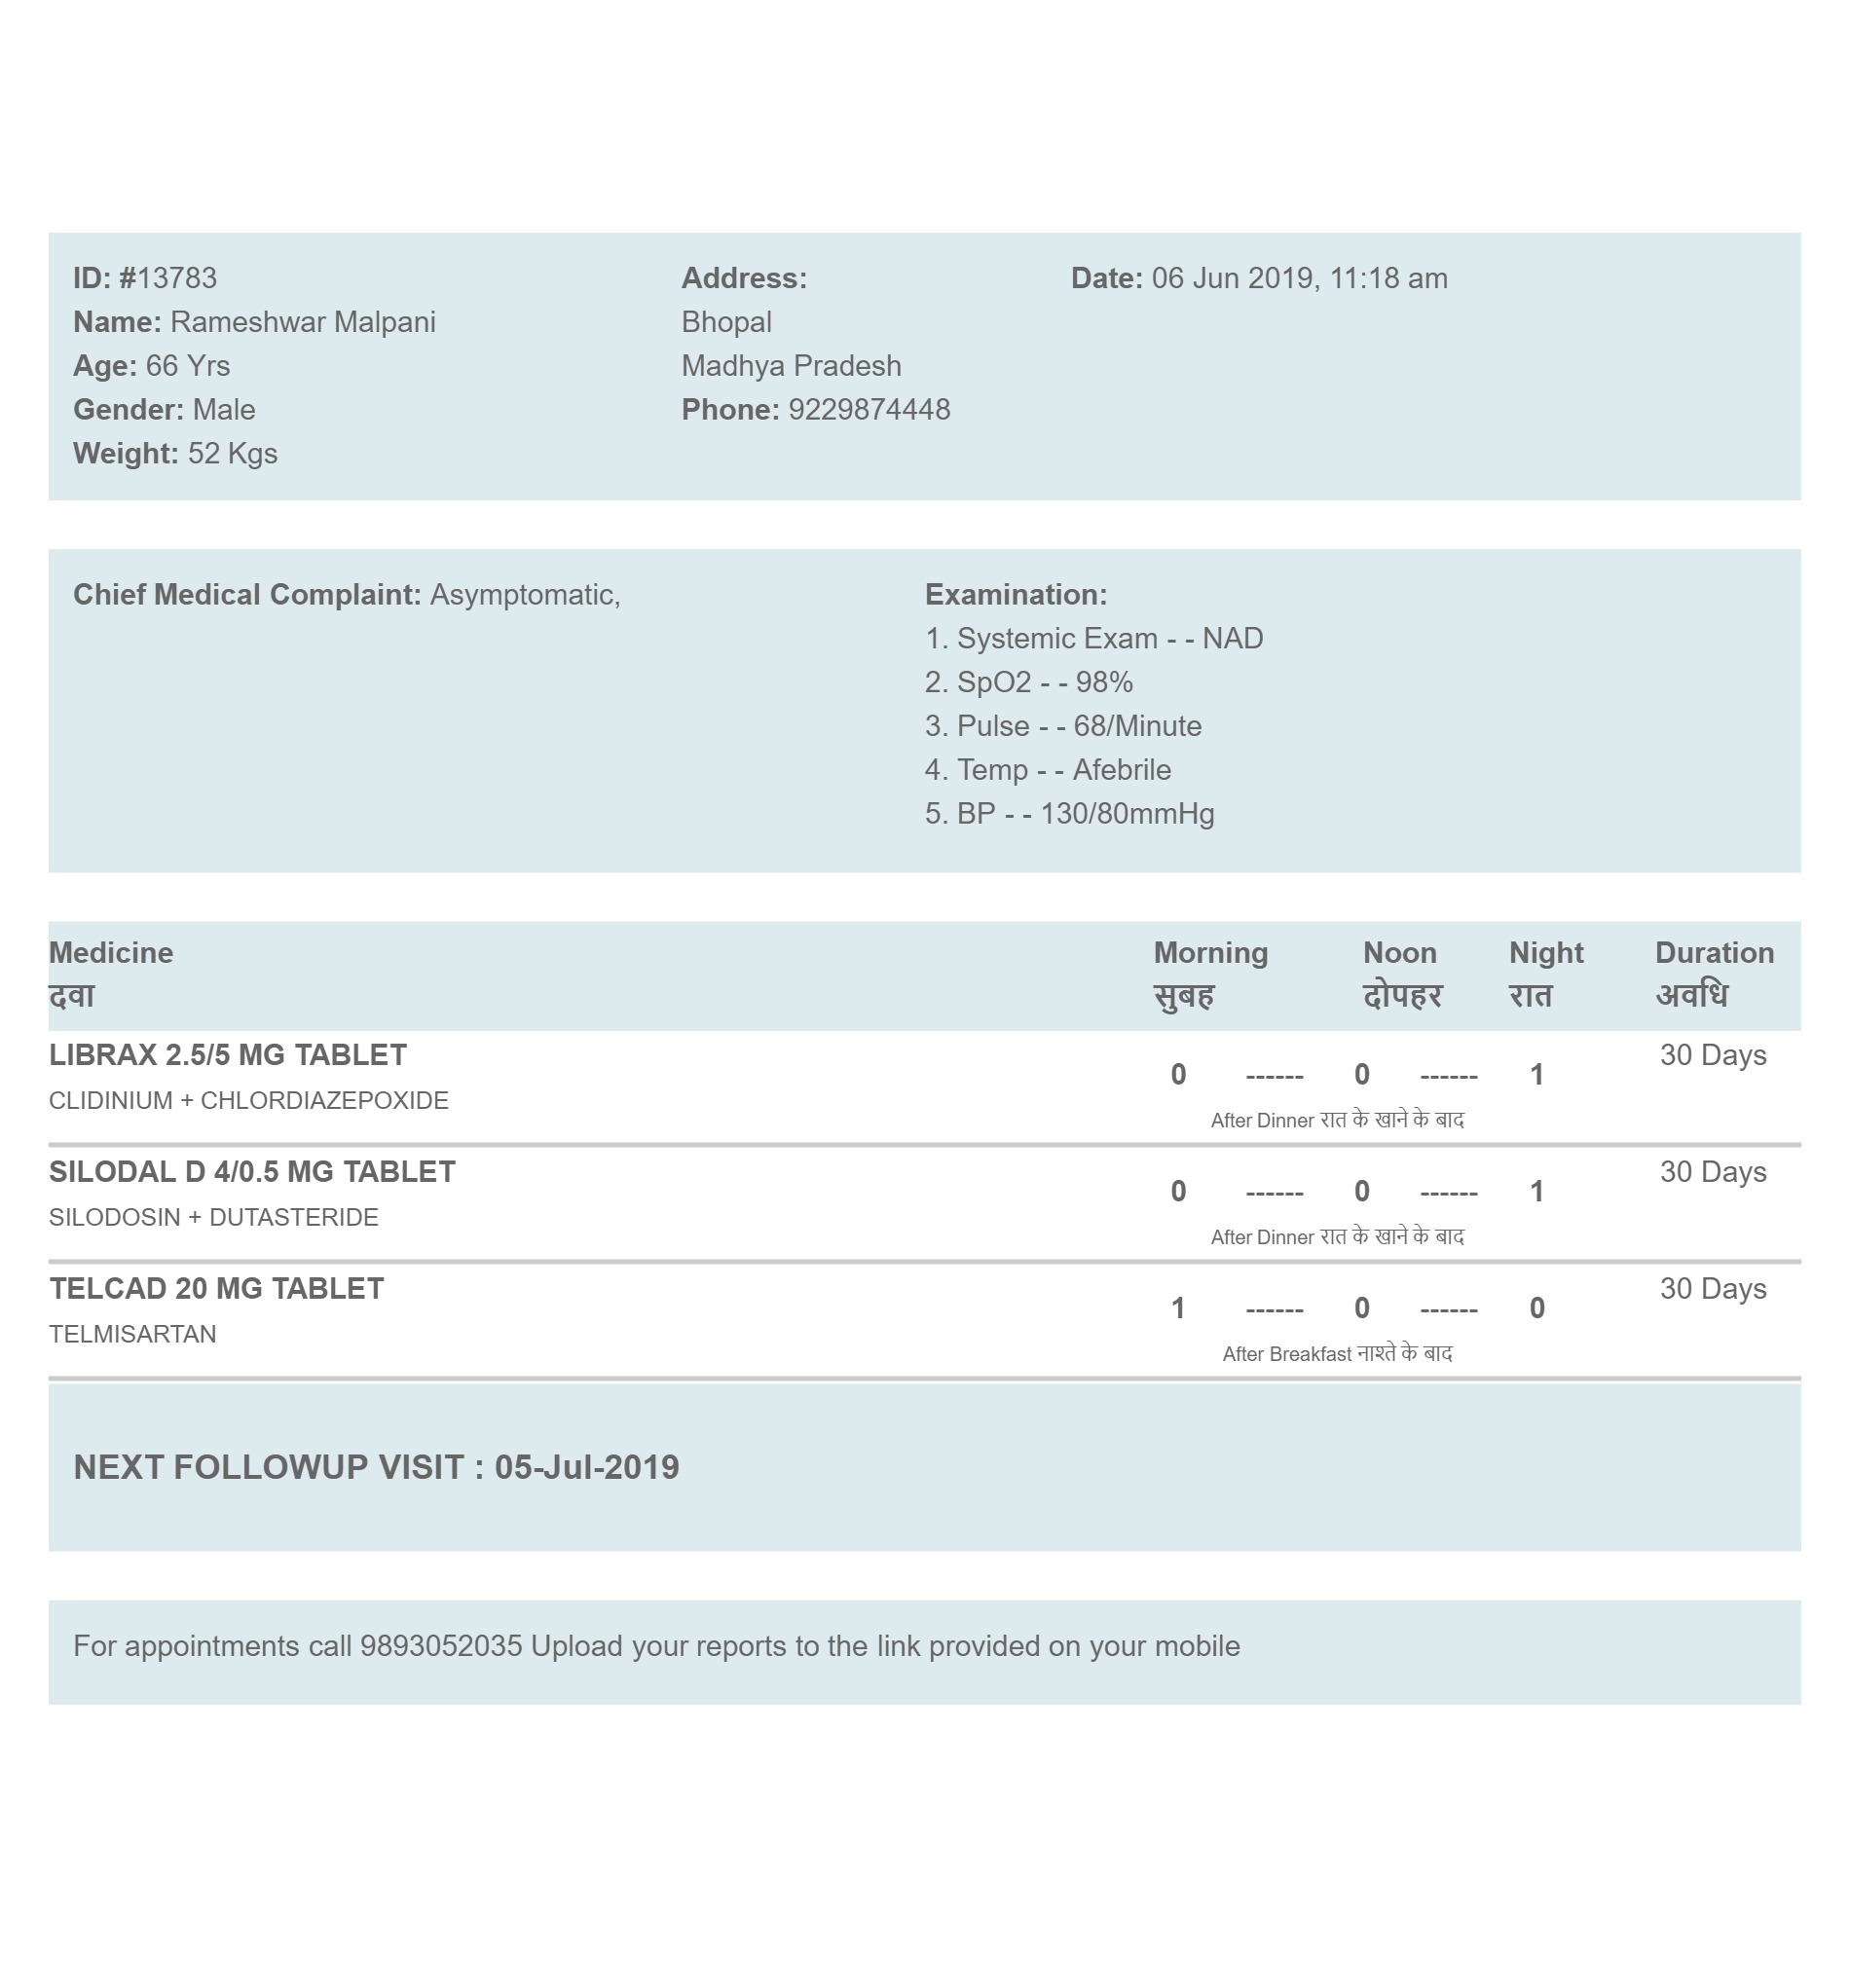 ID: #13783
Name: Rameshwar Malpani
Age: 66 Yrs
Gender: Male
Weight: 52 Kgs
Address:
Bhopal
Madhya Pradesh
Phone: 9229874448
Date: 06 Jun 2019, 11:18 am
Chief Medical Complaint: Asymptomatic,
Examination:
1. Systemic Exam - - NAD
2. SpO2 - - 98%
3. Pulse - - 68/Minute
4. Temp - - Afebrile
5. BP - - 130/80mmHg
Medicine Morning Noon Night Duration
दवा सुबह दोपहर रात अवधि
LIBRAX 2.5/5 MG TABLET 0 ------ 0 ------ 1 30 Days
CLIDINIUM + CHLORDIAZEPOXIDE
After Dinner रात के खाने के बाद
SILODAL D 4/0.5 MG TABLET 0 ------ 0 ------ 1 30 Days
SILODOSIN + DUTASTERIDE
After Dinner रात के खाने के बाद
TELCAD 20 MG TABLET 1 ------ 0 ------ 0 30 Days
TELMISARTAN
After Breakfast नाश्ते के बाद
NEXT FOLLOWUP VISIT : 05-Jul-2019
For appointments call 9893052035 Upload your reports to the link provided on your mobile